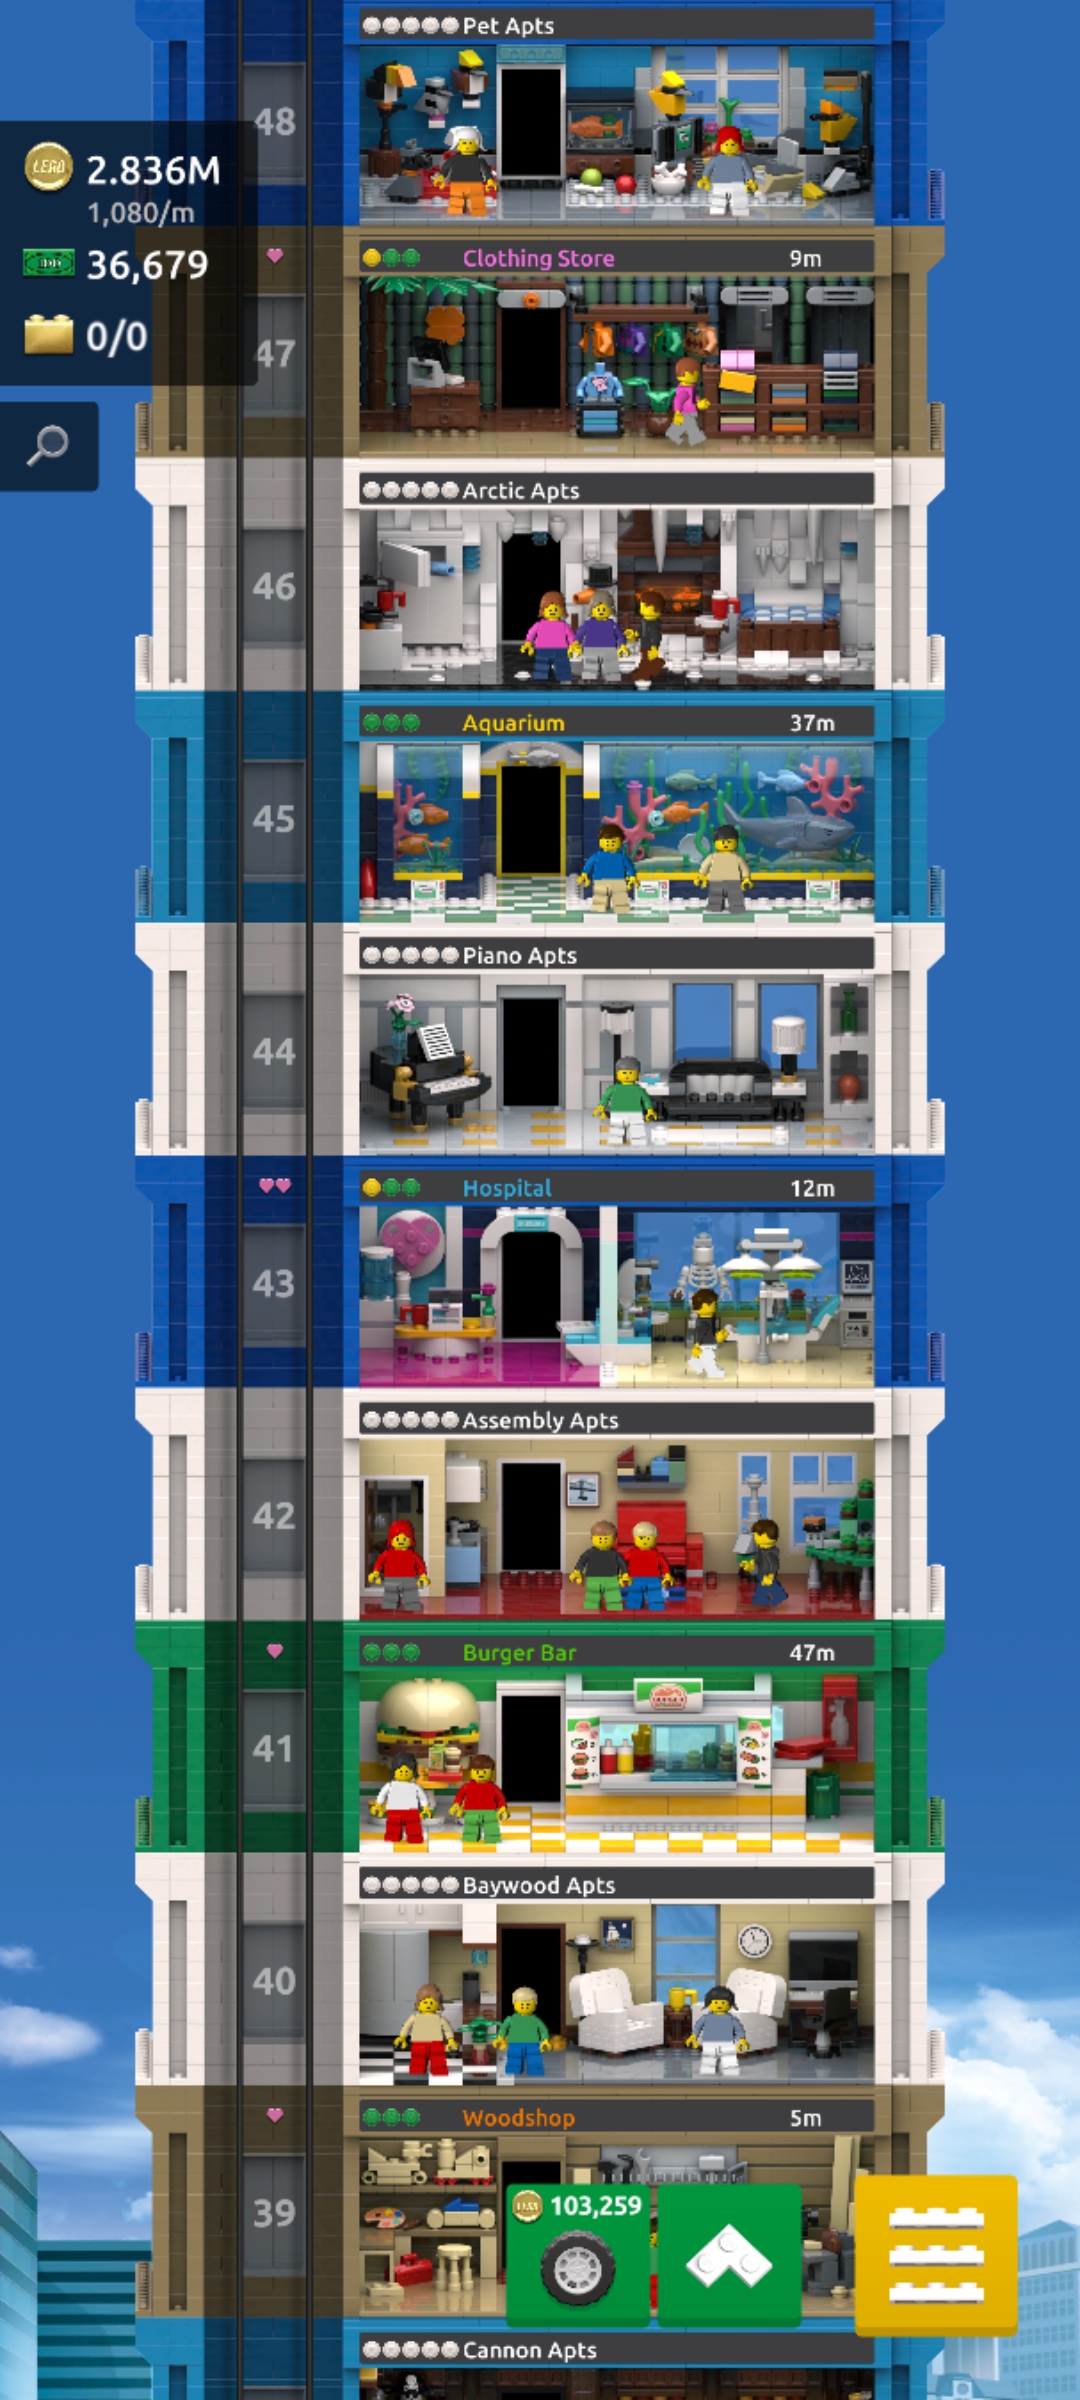 Pet Apts
48
LEGO 2.836M
1,080/m
36,679
Clothing Store 9m
0/0
47
Arctic Apts
46
Aquarium 37m
45
Piano Apts
44
Hospital 12m
43
Assembly Apts
42
Burger Bar 47m
BURGER
41
Baywood Apts
40
Woodshop 5m
39
103,259
Cannon Apts